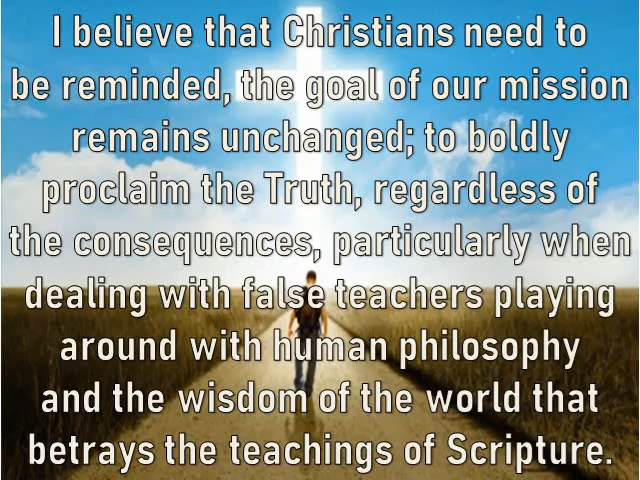 I believe that Christians need to
be reminded, the goal of our mission
remains unchanged; to boldly
proclaim the Truth, regardless of
the consequences, particularly when
dealing with false teachers playing
around with human philosophy
and the wisdom of the world that
betrays the teachings of Scripture.